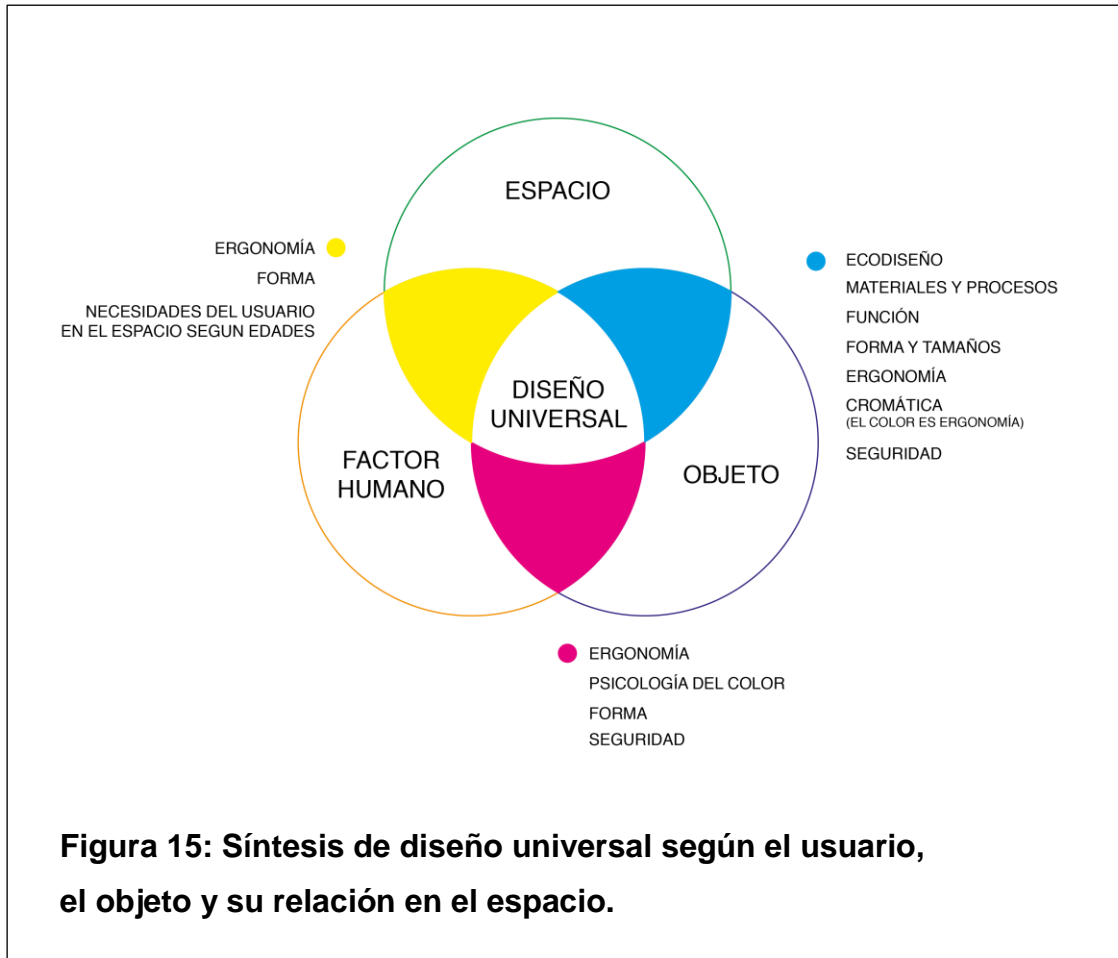 ESPACIO
ERGONOMÍA
FORMA
NECESIDADES DEL USUARIO
EN EL ESPACIO SEGUN EDADES
ECODISEÑO
MATERIALES Y PROCESOS
FUNCIÓN
FORMA Y TAMAÑOS
ERGONOMÍA
CROMÁTICA
(EL COLOR ES ERGONOMÍA)
SEGURIDAD
DISEÑO
UNIVERSAL
FACTOR
HUMANO
OBJETO
ERGONOMÍA
PSICOLOGÍA DEL COLOR
FORMA
SEGURIDAD
Figura 15: Síntesis de diseño universal según el usuario,
el objeto y su relación en el espacio.